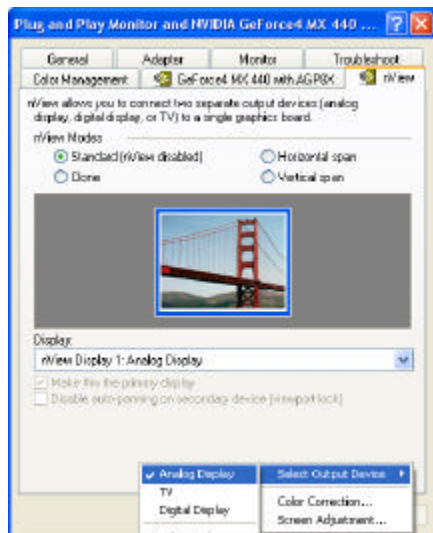 Plug and Play Monitor and NVIDIA GeForce4 MX 440 ...
General Adapter Monitor Troubleshoot
Color Management GeForce4 MX 440 with AGP8X nView
nView allows you to connect two separate output devices (analog
display, digital display, or TV) to a single graphics board.
nView Modes
Standard (nView disabled) Horizontal span
Clone Vertical span
Display:
nView Display 1: Analog Display
Make this the primary display
Disable auto-panning on secondary device (viewport lock)
Analog Display Select Output Device
TV
Digital Display Color Correction...
Screen Adjustment...